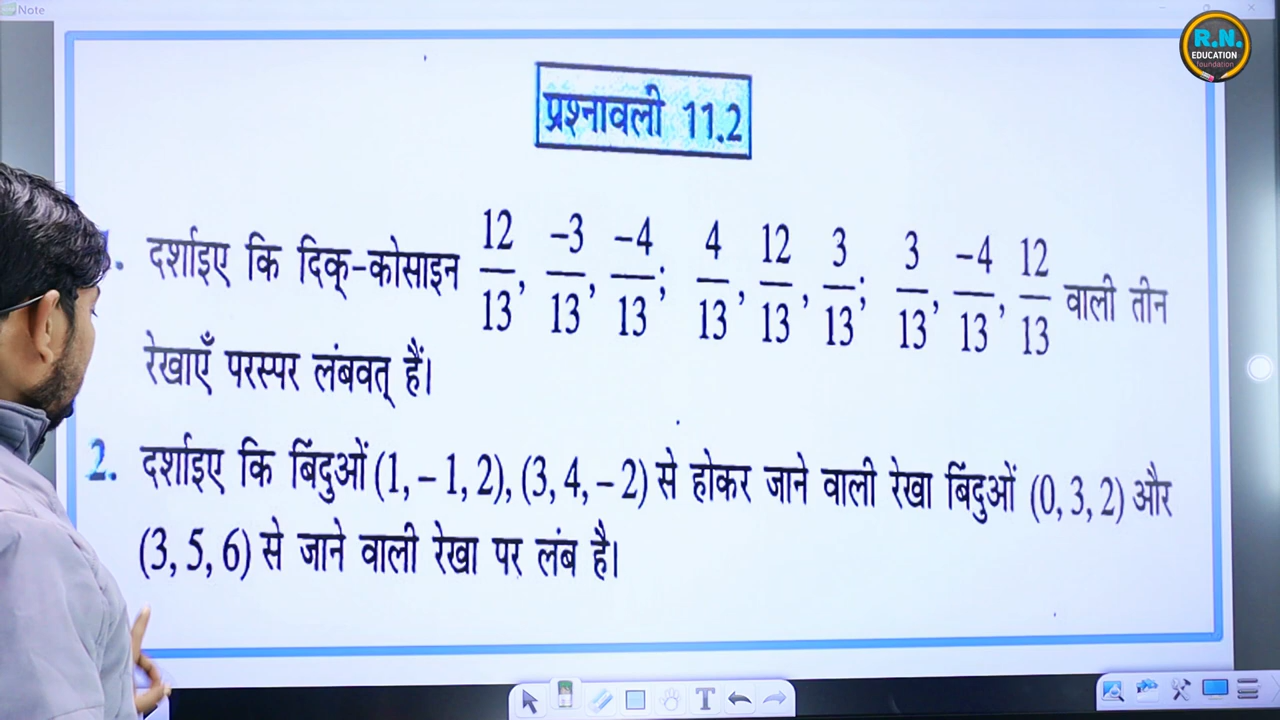 Note
R.N.
EDUCATION
foundation
प्रश्नावली 11.2
. दर्शाइए कि दिक्-कोसाइन 12/13, -3/13, -4/13; 4/13, 12/13, 3/13; 3/13, -4/13, 12/13 वाली तीन
रेखाएँ परस्पर लंबवत् हैं।
2. दर्शाइए कि बिंदुओं (1, – 1, 2), (3, 4, – 2) से होकर जाने वाली रेखा बिंदुओं (0, 3, 2) और
(3, 5, 6) से जाने वाली रेखा पर लंब है।
T